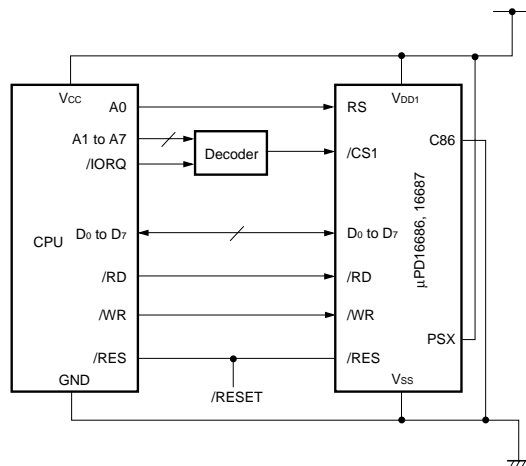 VCC
VDD1
A0
RS
A1 to A7
/IORQ
Decoder
/CS1
C86
CPU
D0 to D7
D0 to D7
µPD16686, 16687
/RD
/RD
/WR
/WR
/RES
/RES
PSX
GND
/RESET
VSS